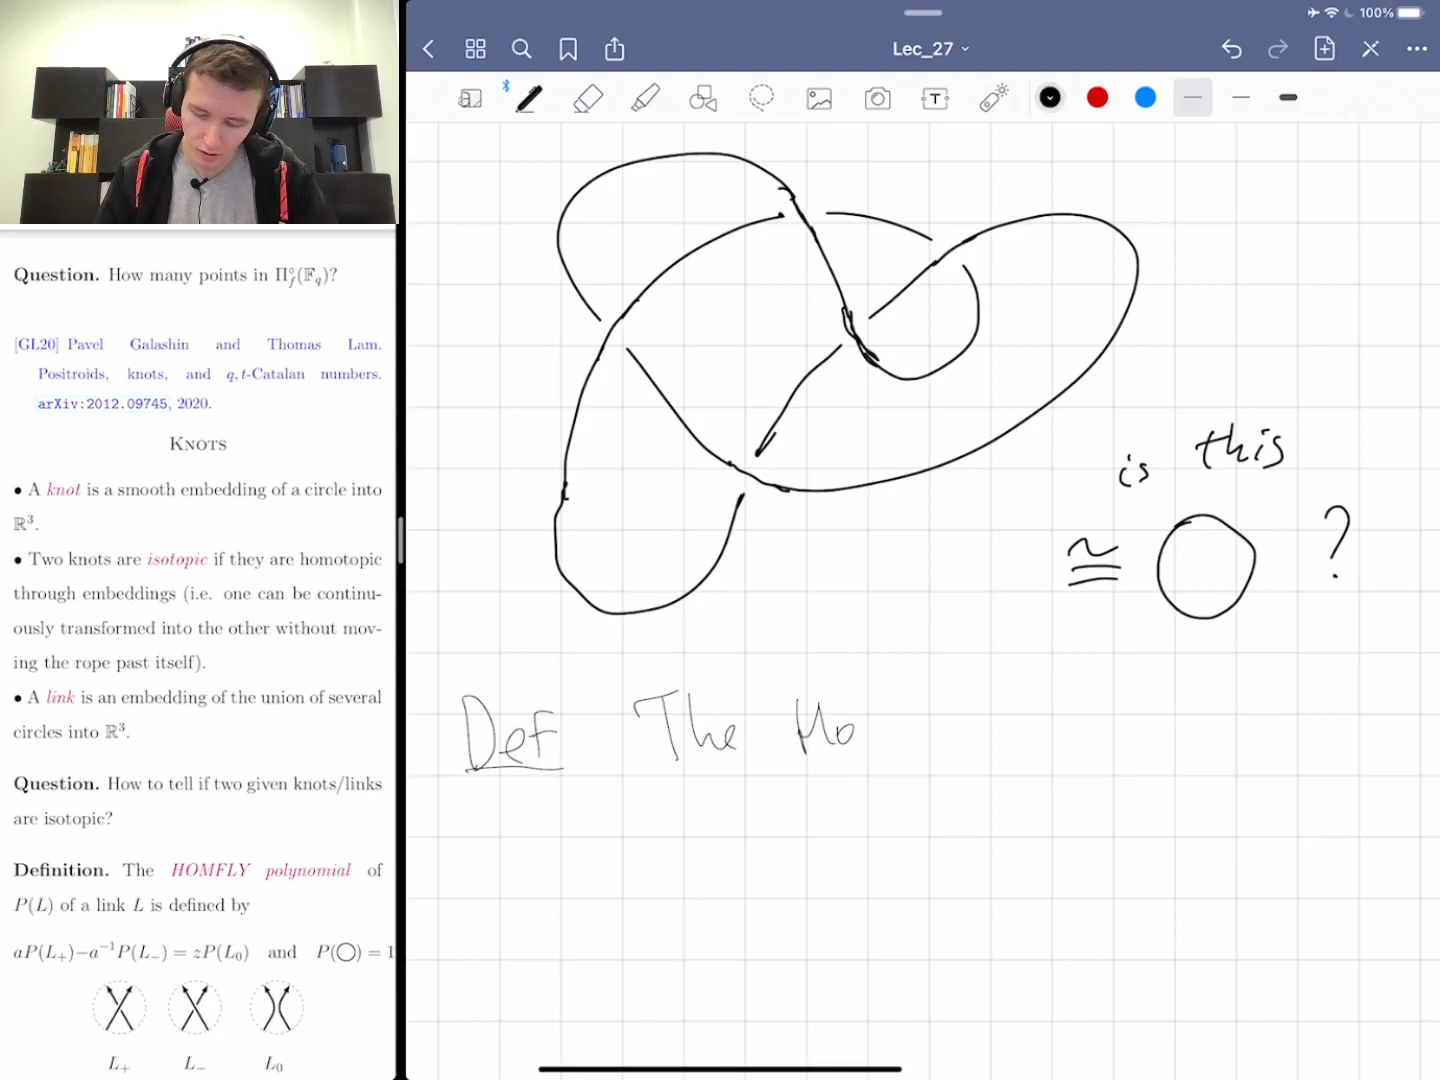 100%
Lec_27
T
Question. How many points in Π°_f(𝔽_q)?
[GL20] Pavel Galashin and Thomas Lam.
Positroids, knots, and q,t-Catalan numbers.
arXiv:2012.09745, 2020.
KNOTS
• A knot is a smooth embedding of a circle into
ℝ³.
• Two knots are isotopic if they are homotopic
through embeddings (i.e. one can be continu-
ously transformed into the other without mov-
ing the rope past itself).
• A link is an embedding of the union of several
circles into ℝ³.
Question. How to tell if two given knots/links
are isotopic?
Definition. The HOMFLY polynomial of
P(L) of a link L is defined by
aP(L₊)−a⁻¹P(L₋) = zP(L₀) and P(◯) = 1
L₊ L₋ L₀
is this
≅ ◯ ?
Def The Ho